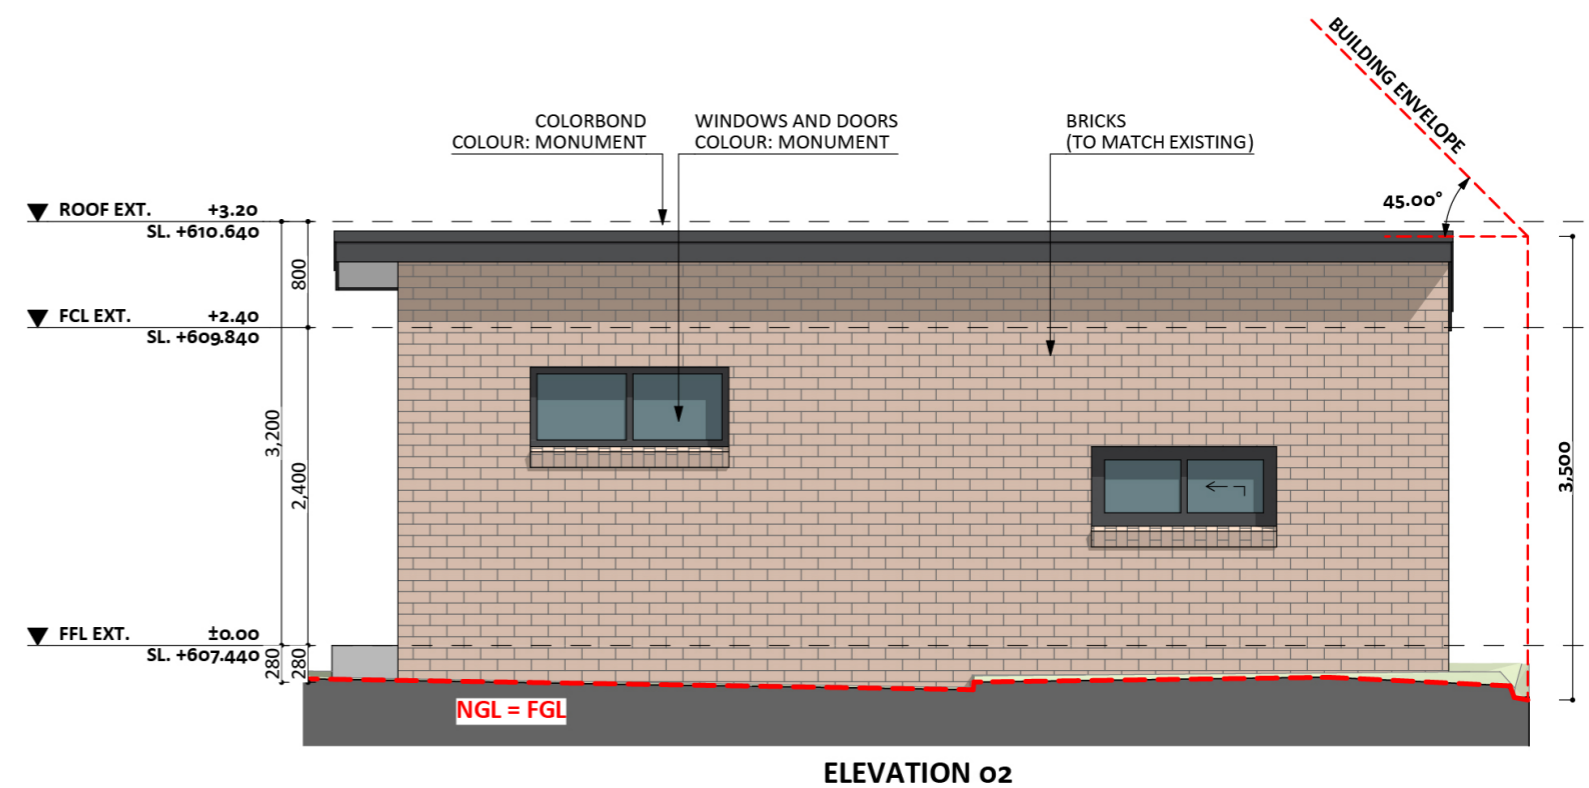 BUILDING ENVELOPE
COLORBOND
COLOUR: MONUMENT
WINDOWS AND DOORS
COLOUR: MONUMENT
BRICKS
(TO MATCH EXISTING)
45.00°
ROOF EXT. +3.20
SL. +610.640
800
FCL EXT. +2.40
SL. +609.840
3,200
2,400
3,500
FFL EXT. ±0.00
SL. +607.440
280
280
NGL = FGL
ELEVATION 02